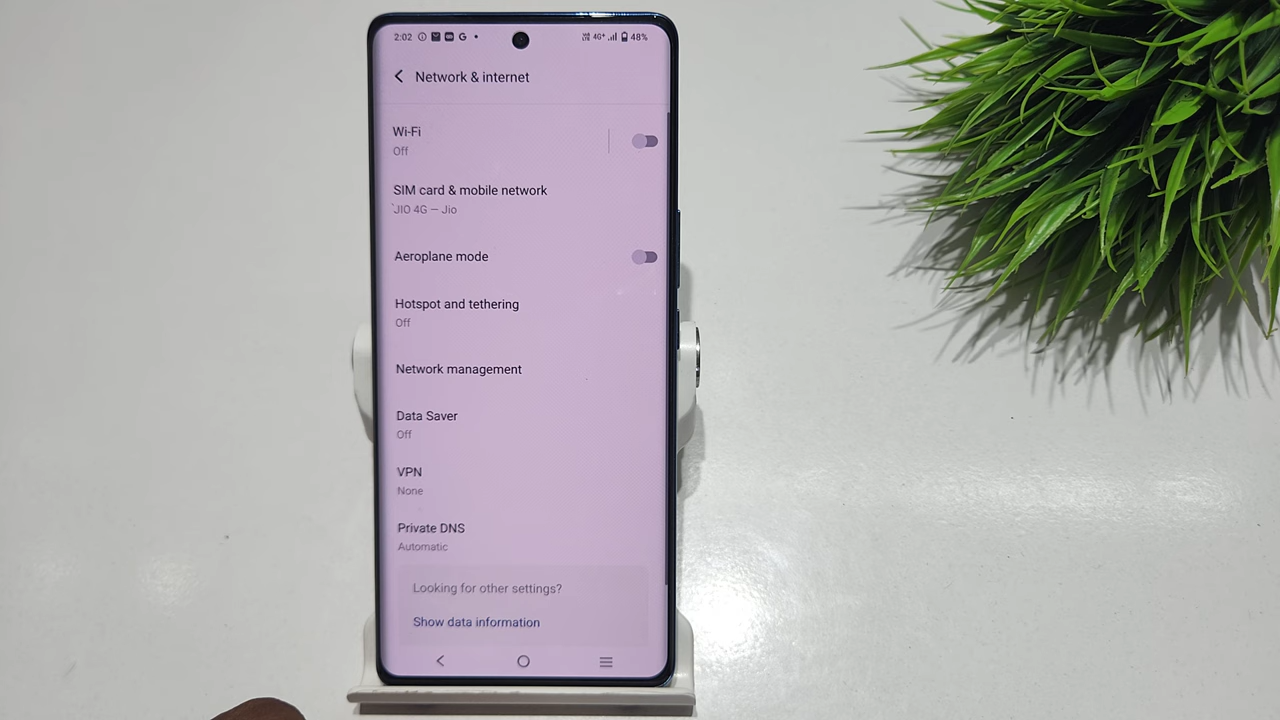 2:02 G 4G+ 48%
Network & internet
Wi-Fi
Off
SIM card & mobile network
JIO 4G — Jio
Aeroplane mode
Hotspot and tethering
Off
Network management
Data Saver
Off
VPN
None
Private DNS
Automatic
Looking for other settings?
Show data information